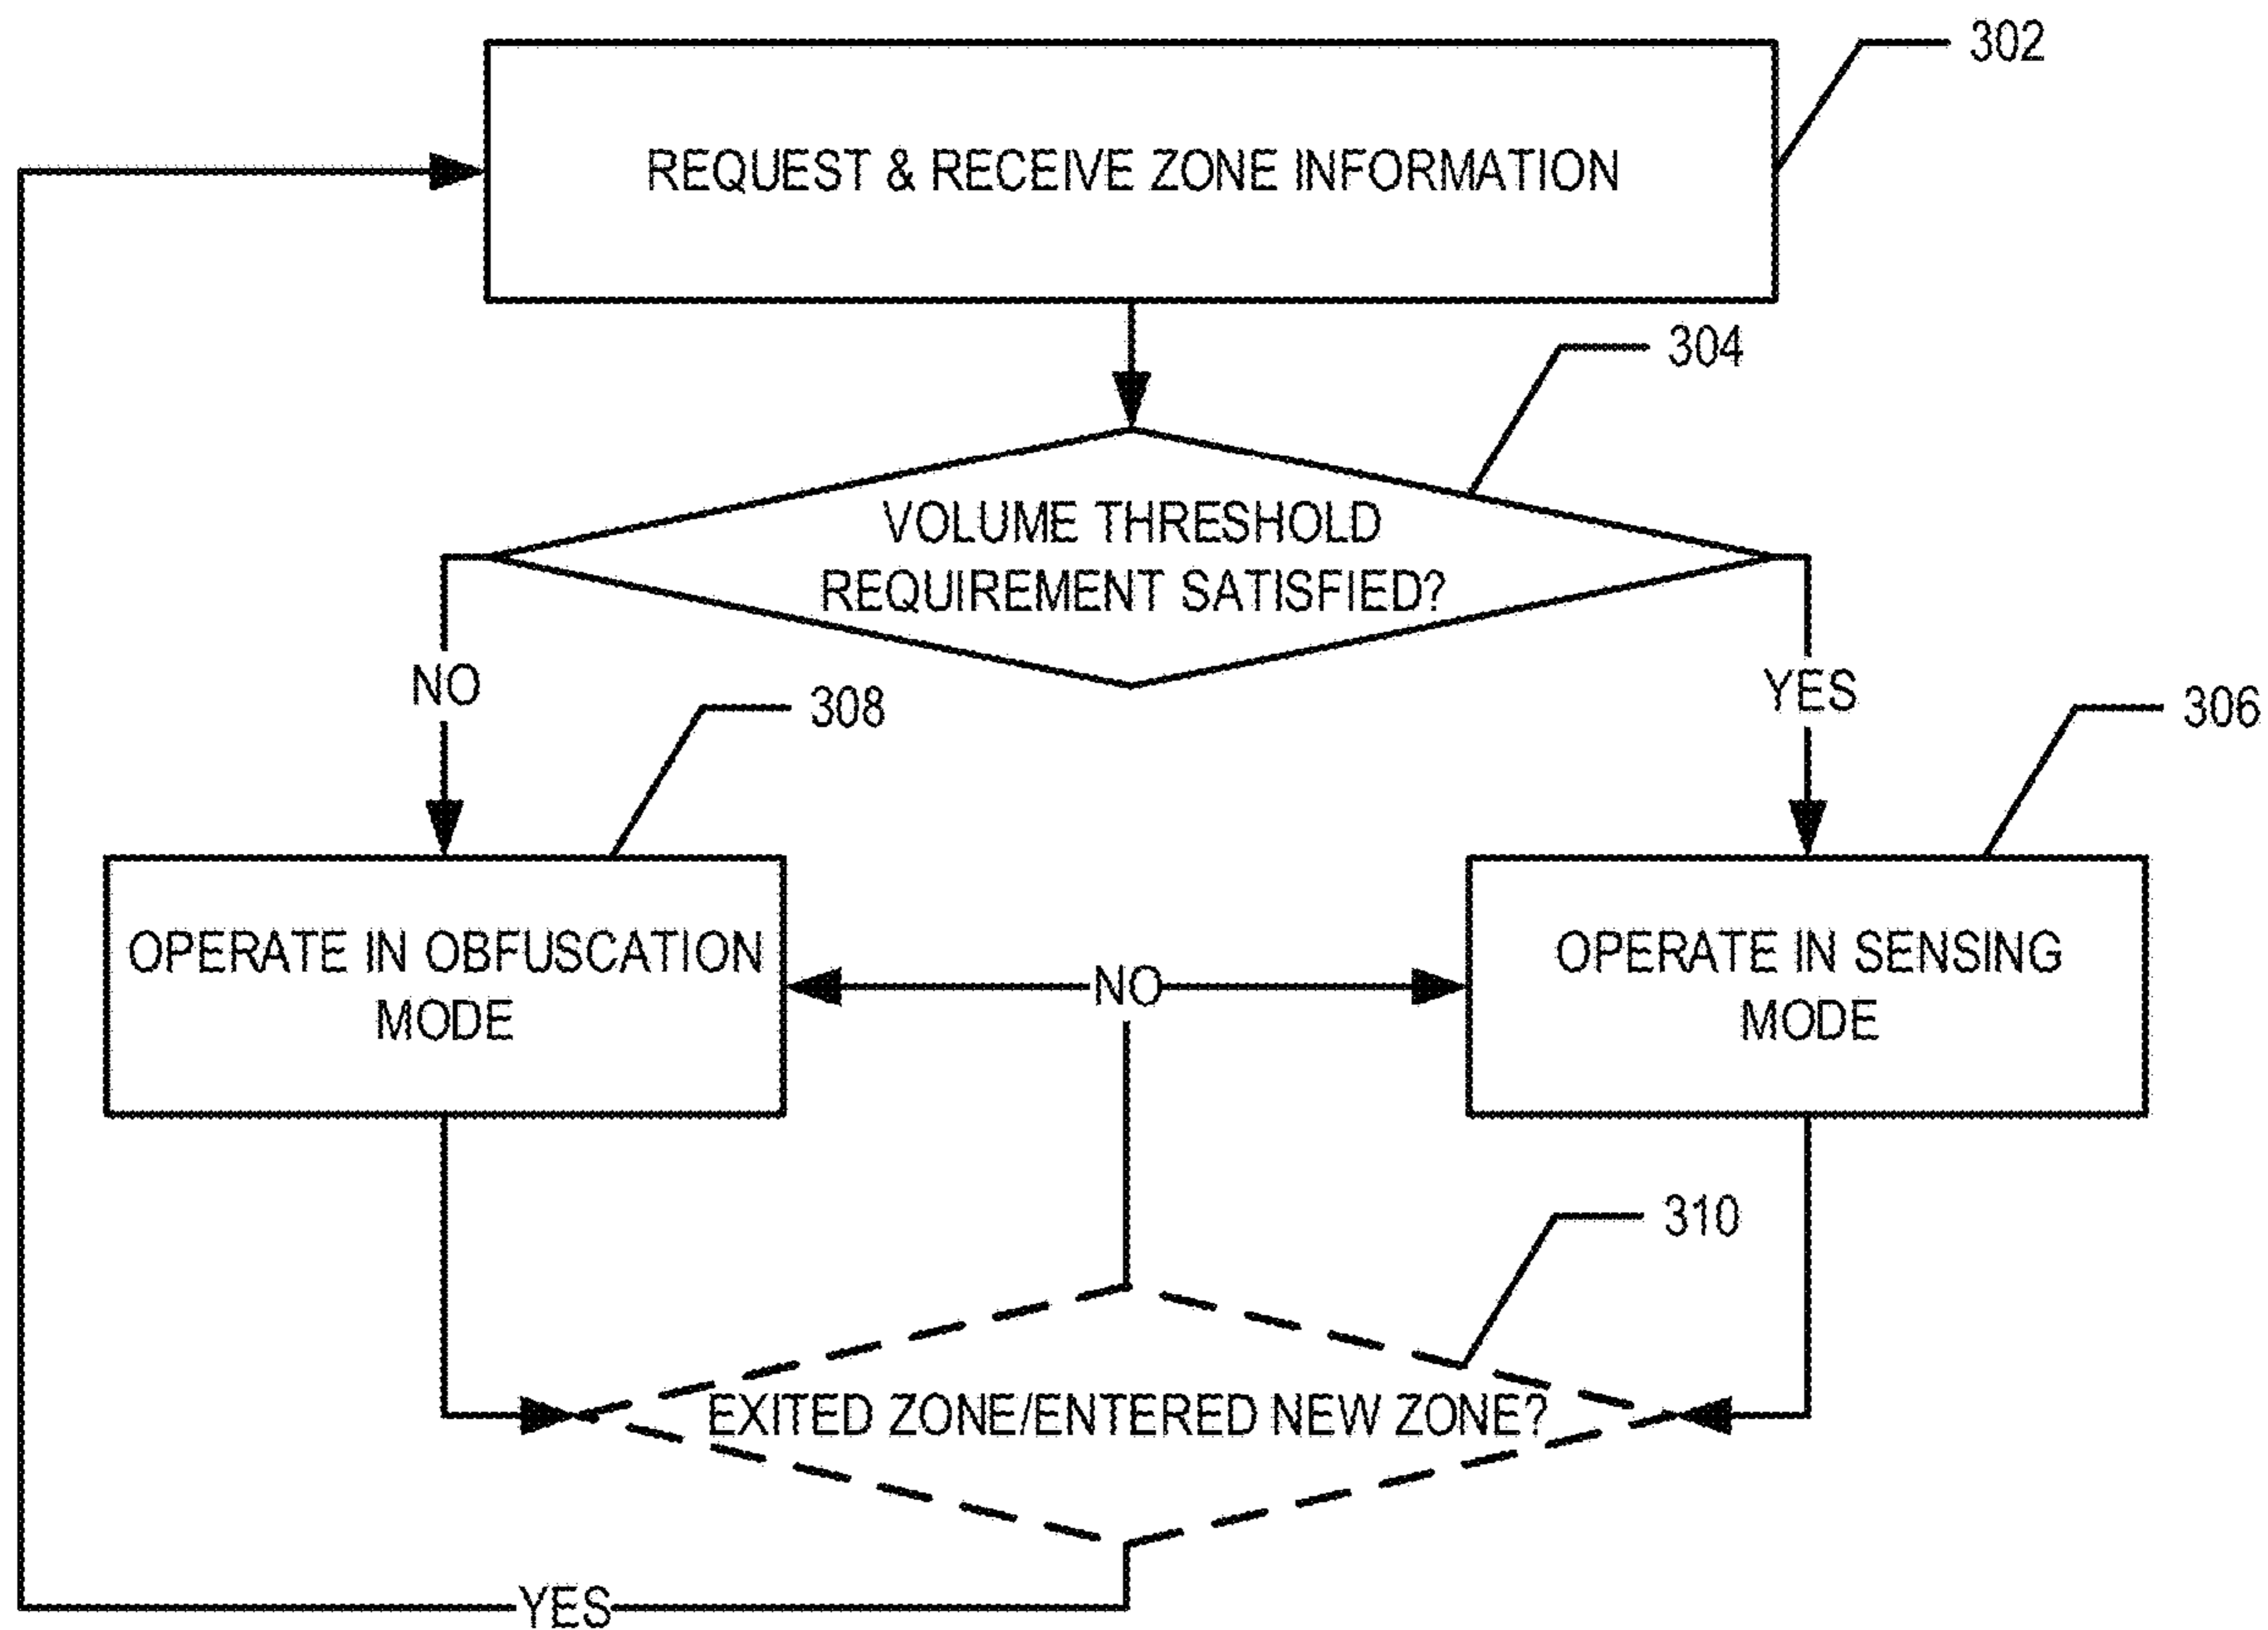 302
REQUEST & RECEIVE ZONE INFORMATION
304
VOLUME THRESHOLD
REQUIREMENT SATISFIED?
NO
YES
308
306
OPERATE IN OBFUSCATION
MODE
NO
OPERATE IN SENSING
MODE
310
EXITED ZONE/ENTERED NEW ZONE?
YES